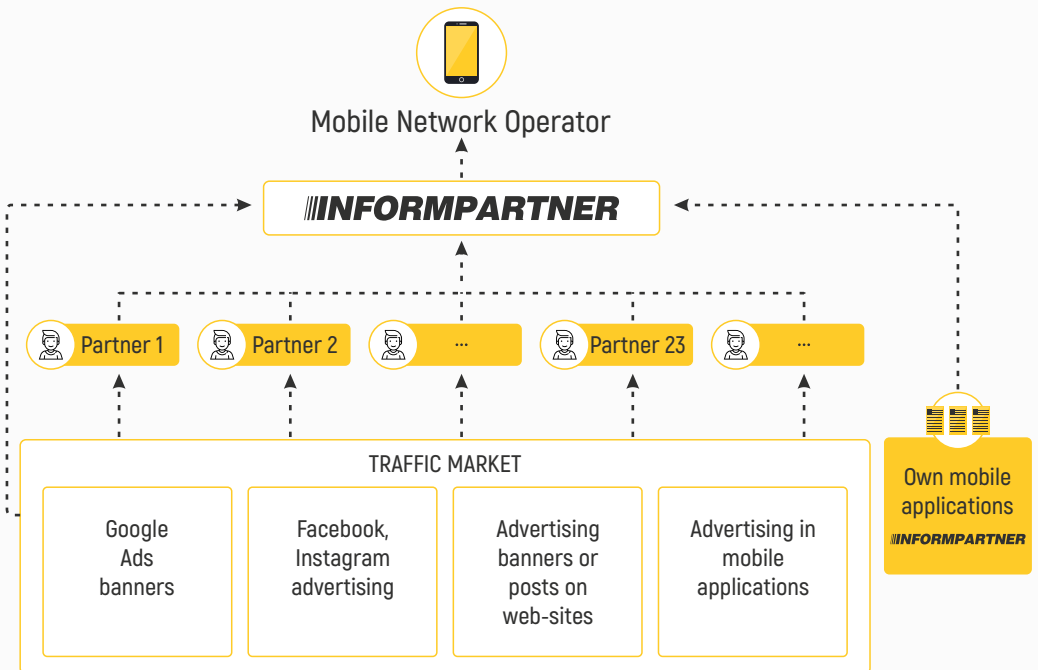 Mobile Network Operator
INFORMPARTNER
Partner 1
Partner 2
...
Partner 23
...
TRAFFIC MARKET
Google
Ads
banners
Facebook,
Instagram
advertising
Advertising
banners or
posts on
web-sites
Advertising in
mobile
applications
Own mobile
applications
INFORMPARTNER